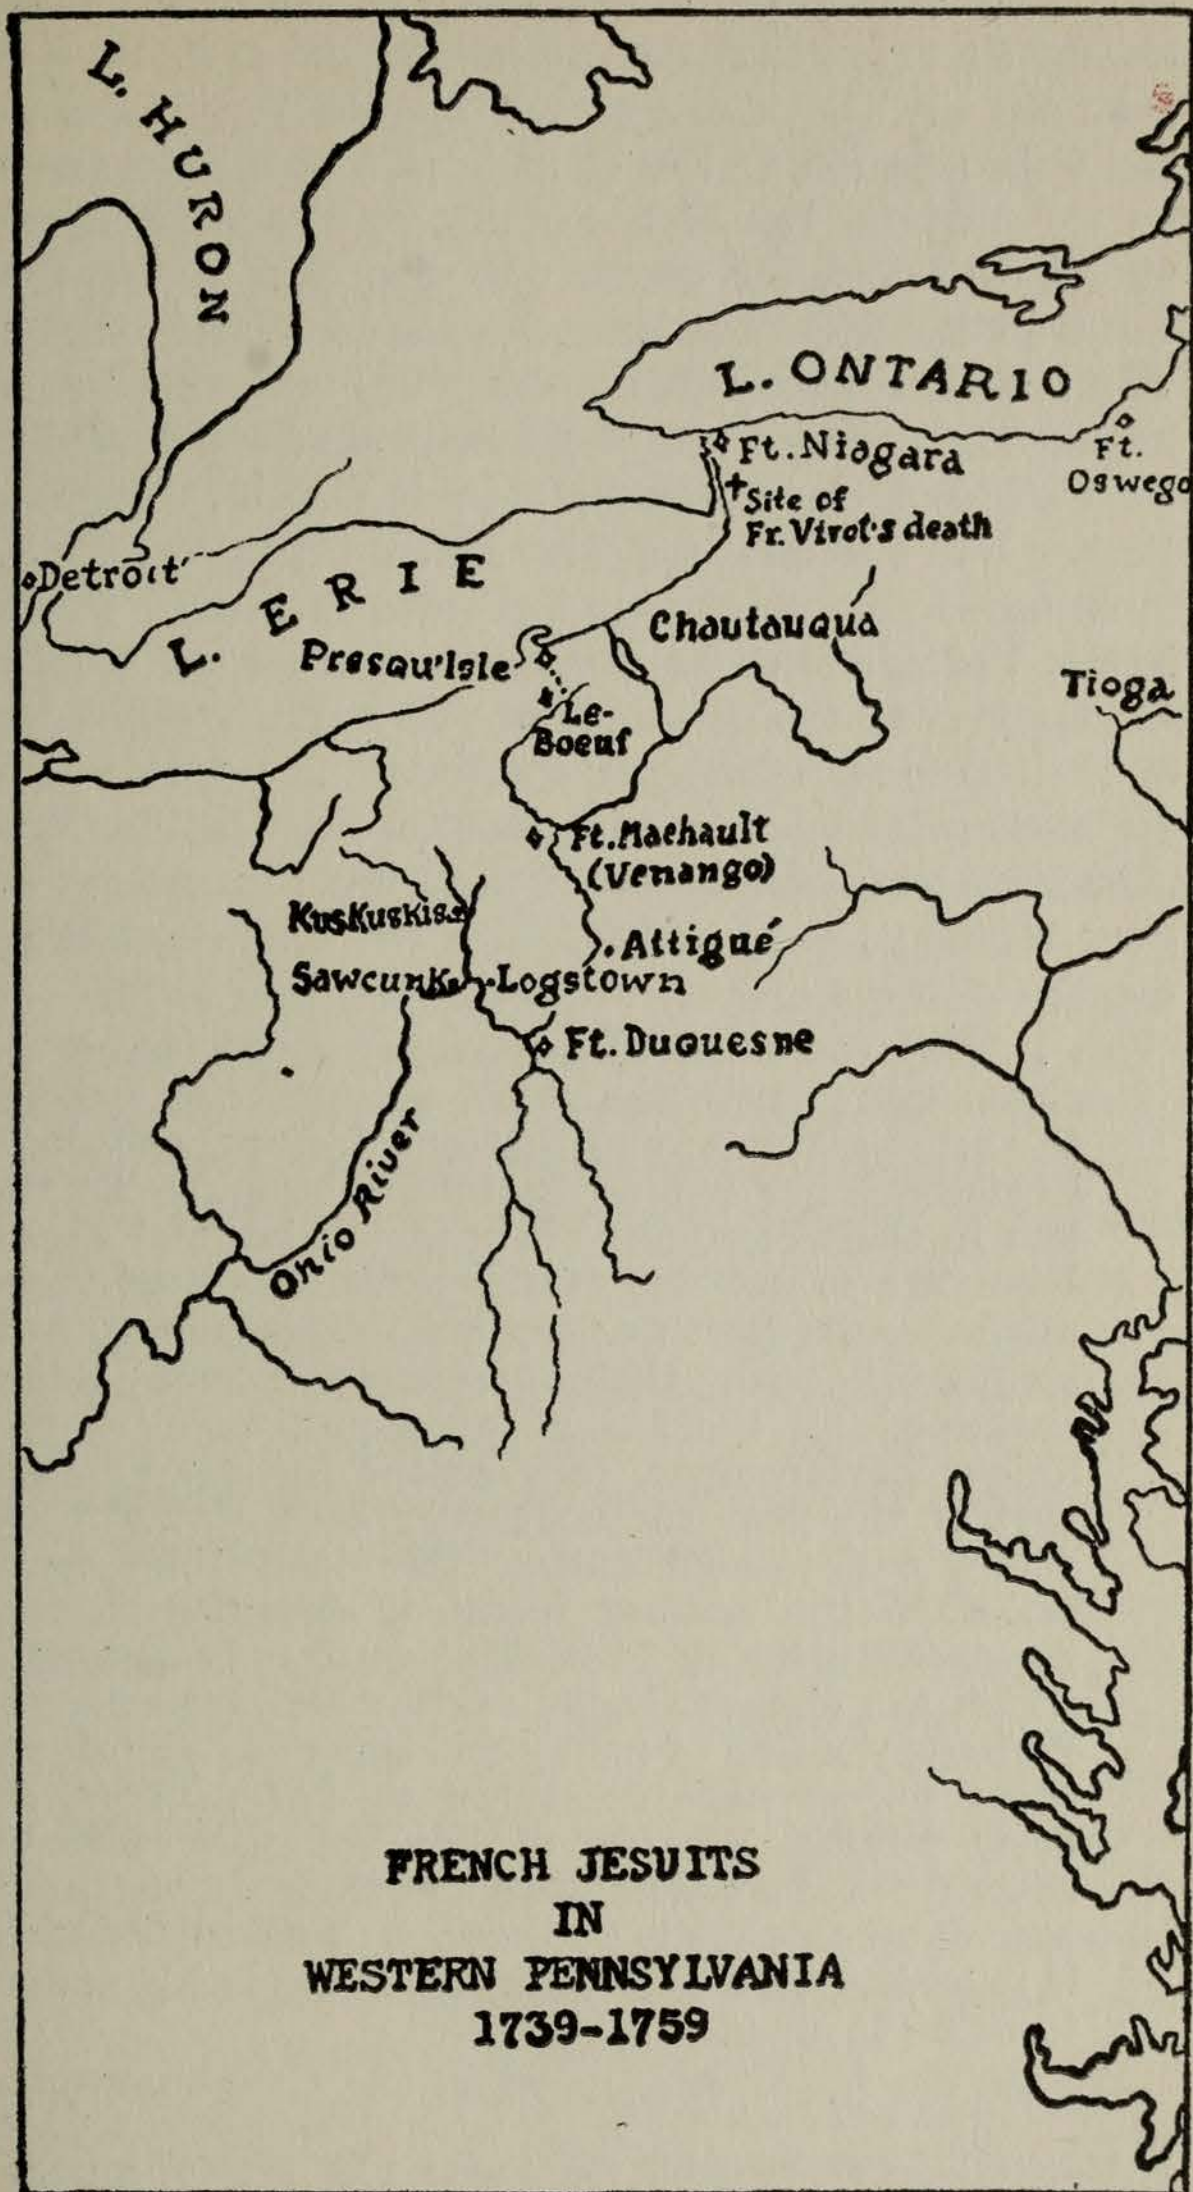 L. HURON
L. ONTARIO
Ft. Niagara
Ft.
Oswego
Site of
Fr. Virot's death
Detroit
L. ERIE
Chautauqua
Presqu'Isle
Tioga
Le-
Boeuf
Ft. Machault
(Venango)
Kuskuskis
Attigué
Sawcunk
Logstown
Ft. Duquesne
Ohio River
FRENCH JESUITS
IN
WESTERN PENNSYLVANIA
1739-1759